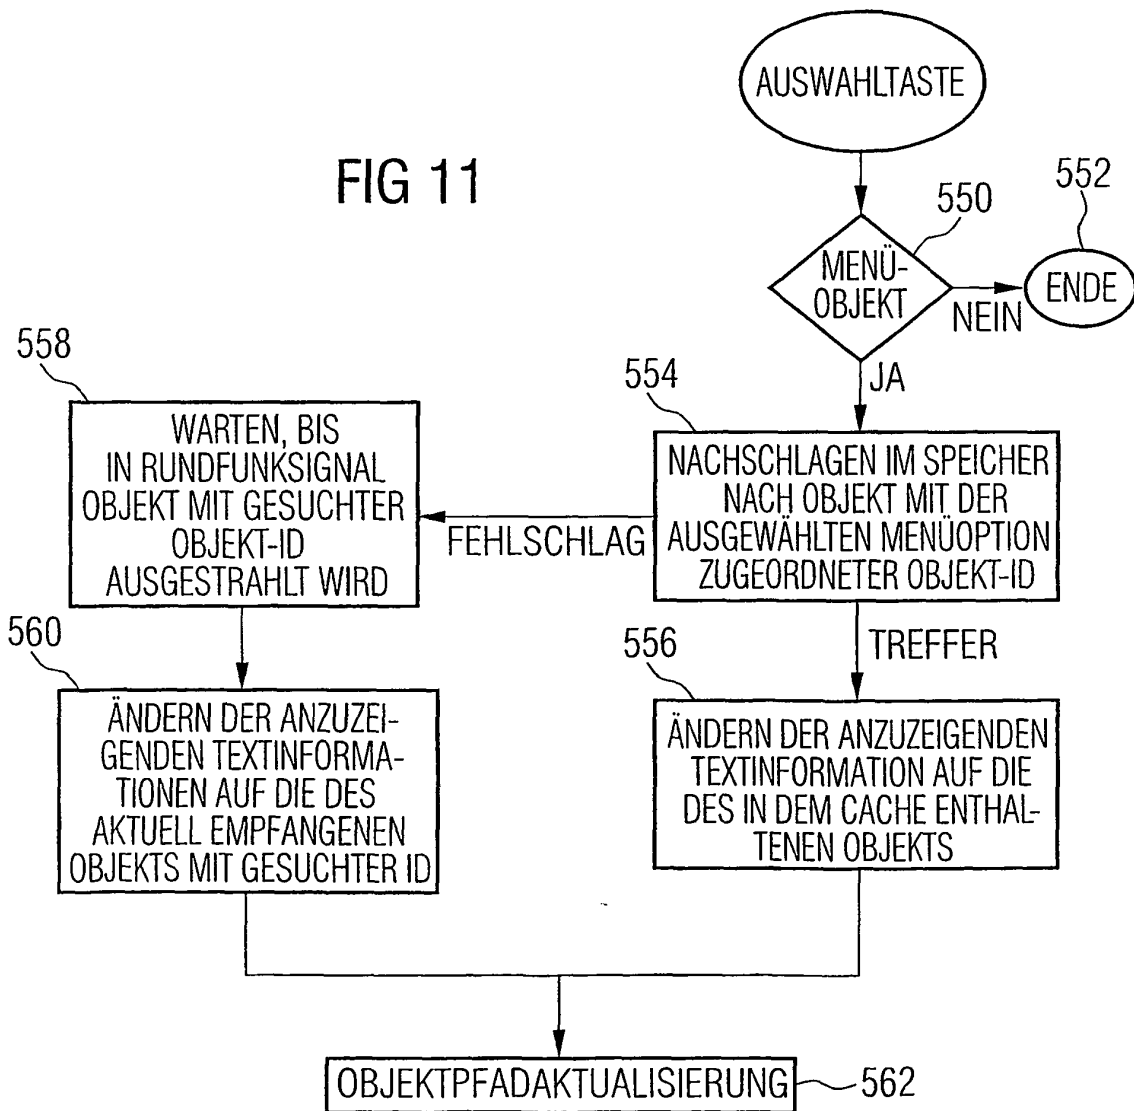 AUSWAHLTASTE
FIG 11
550
552
MENÜ-
OBJEKT
NEIN
ENDE
JA
558
554
WARTEN, BIS
IN RUNDFUNKSIGNAL
OBJEKT MIT GESUCHTER
OBJEKT-ID
AUSGESTRAHLT WIRD
FEHLSCHLAG
NACHSCHLAGEN IM SPEICHER
NACH OBJEKT MIT DER
AUSGEWÄHLTEN MENÜOPTION
ZUGEORDNETER OBJEKT-ID
560
TREFFER
556
ÄNDERN DER ANZUZEI-
GENDEN TEXTINFORMA-
TIONEN AUF DIE DES
AKTUELL EMPFANGENEN
OBJEKTS MIT GESUCHTER ID
ÄNDERN DER ANZUZEIGENDEN
TEXTINFORMATION AUF DIE
DES IN DEM CACHE ENTHAL-
TENEN OBJEKTS
OBJEKTPFADAKTUALISIERUNG
562